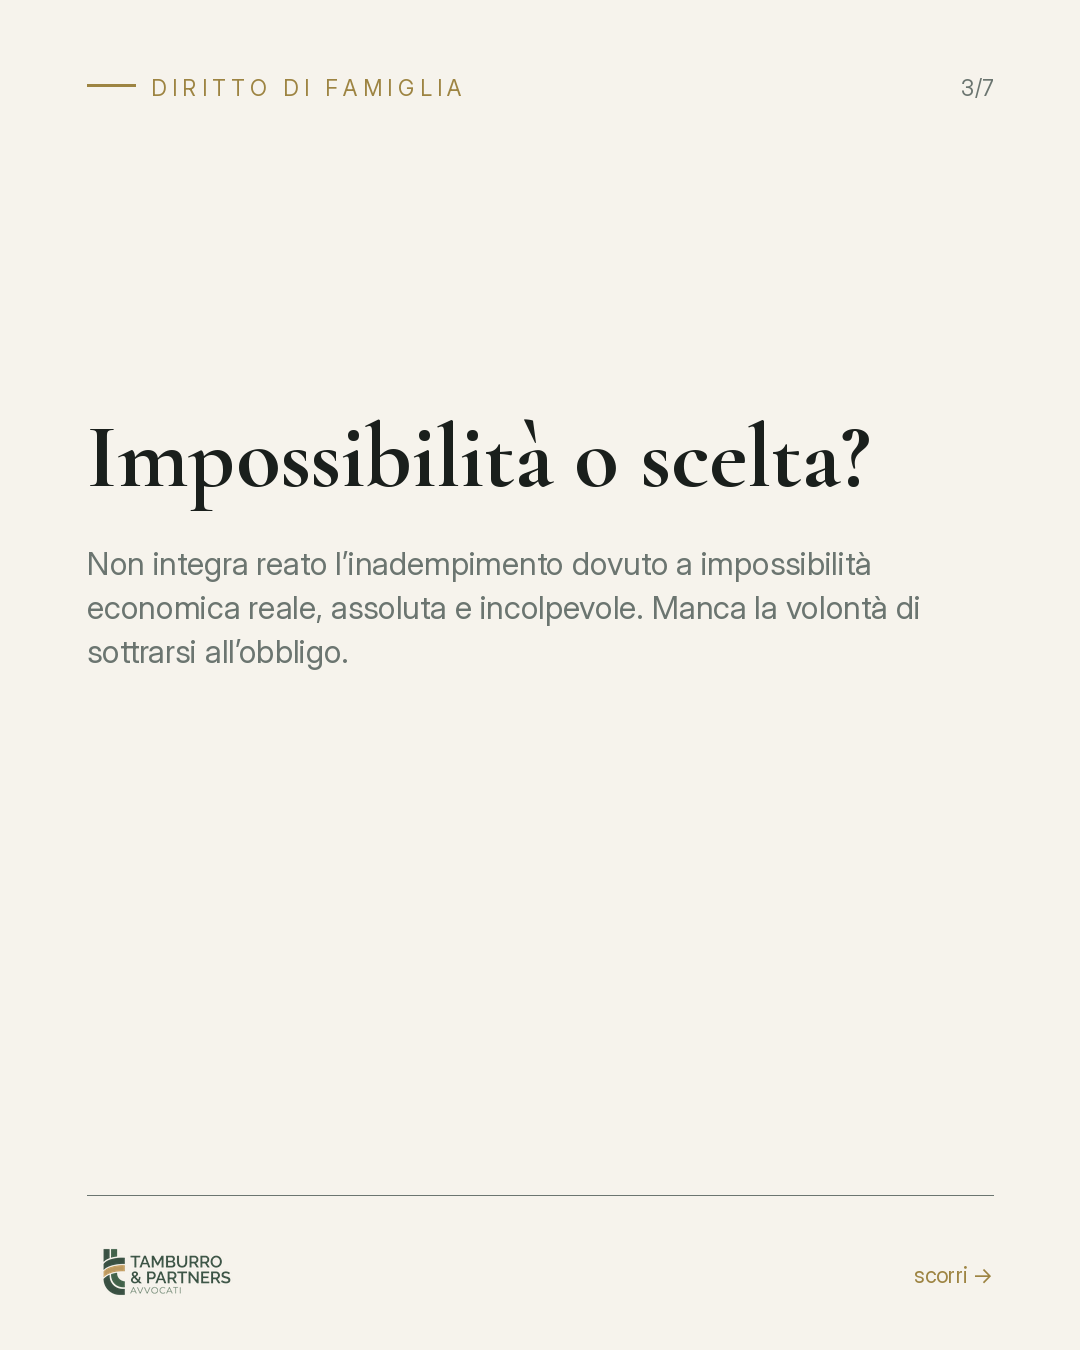 DIRITTO DI FAMIGLIA
3/7
Impossibilità o scelta?
Non integra reato l’inadempimento dovuto a impossibilità
economica reale, assoluta e incolpevole. Manca la volontà di
sottrarsi all’obbligo.
TAMBURRO
& PARTNERS
AVVOCATI
scorri →